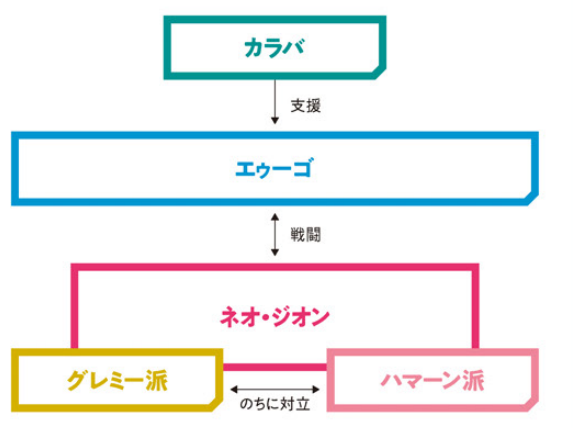 カラバ
支援
エゥーゴ
戦闘
ネオ・ジオン
グレミー派
ハマーン派
のちに対立